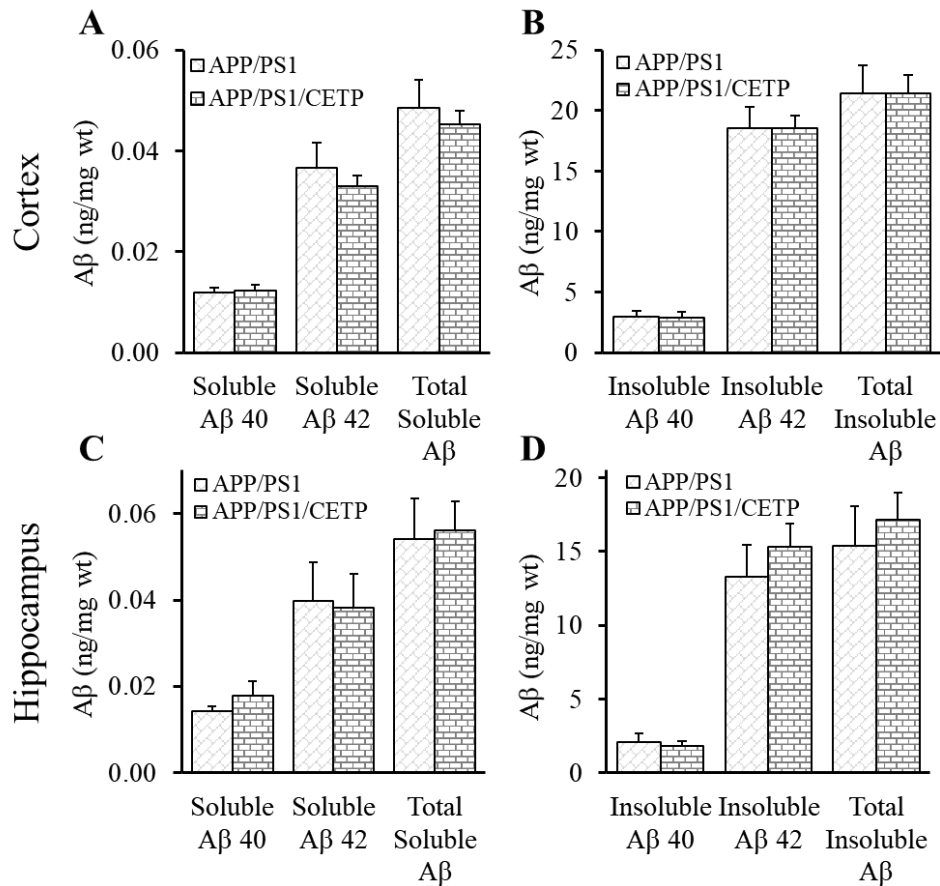 A
0.06
0.04
0.02
0.00
Aβ (ng/mg wt)
Cortex
APP/PS1
APP/PS1/CETP
Soluble
Aβ 40
Soluble
Aβ 42
Total
Soluble
Aβ
B
25
20
15
10
5
0
Aβ (ng/mg wt)
APP/PS1
APP/PS1/CETP
Insoluble
Aβ 40
Insoluble
Aβ 42
Total
Insoluble
Aβ
C
0.06
0.04
0.02
0.00
Aβ (ng/mg wt)
Hippocampus
APP/PS1
APP/PS1/CETP
Soluble
Aβ 40
Soluble
Aβ 42
Total
Soluble
Aβ
D
20
15
10
5
0
Aβ (ng/mg wt)
APP/PS1
APP/PS1/CETP
Insoluble
Aβ 40
Insoluble
Aβ 42
Total
Insoluble
Aβ